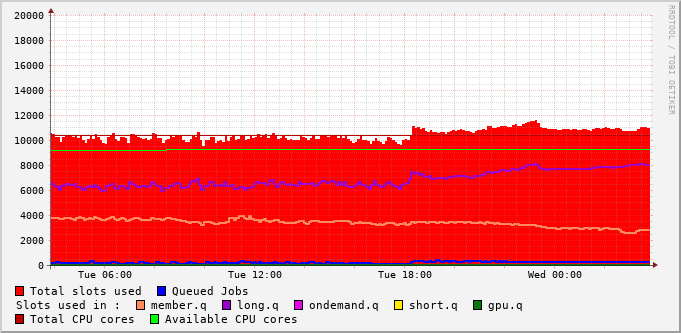 20000
18000
16000
14000
12000
10000
8000
6000
4000
2000
0
Tue 06:00 Tue 12:00 Tue 18:00 Wed 00:00
RRDTOOL / TOBI OETIKER
Total slots used Queued Jobs
Slots used in : member.q long.q ondemand.q short.q gpu.q
Total CPU cores Available CPU cores